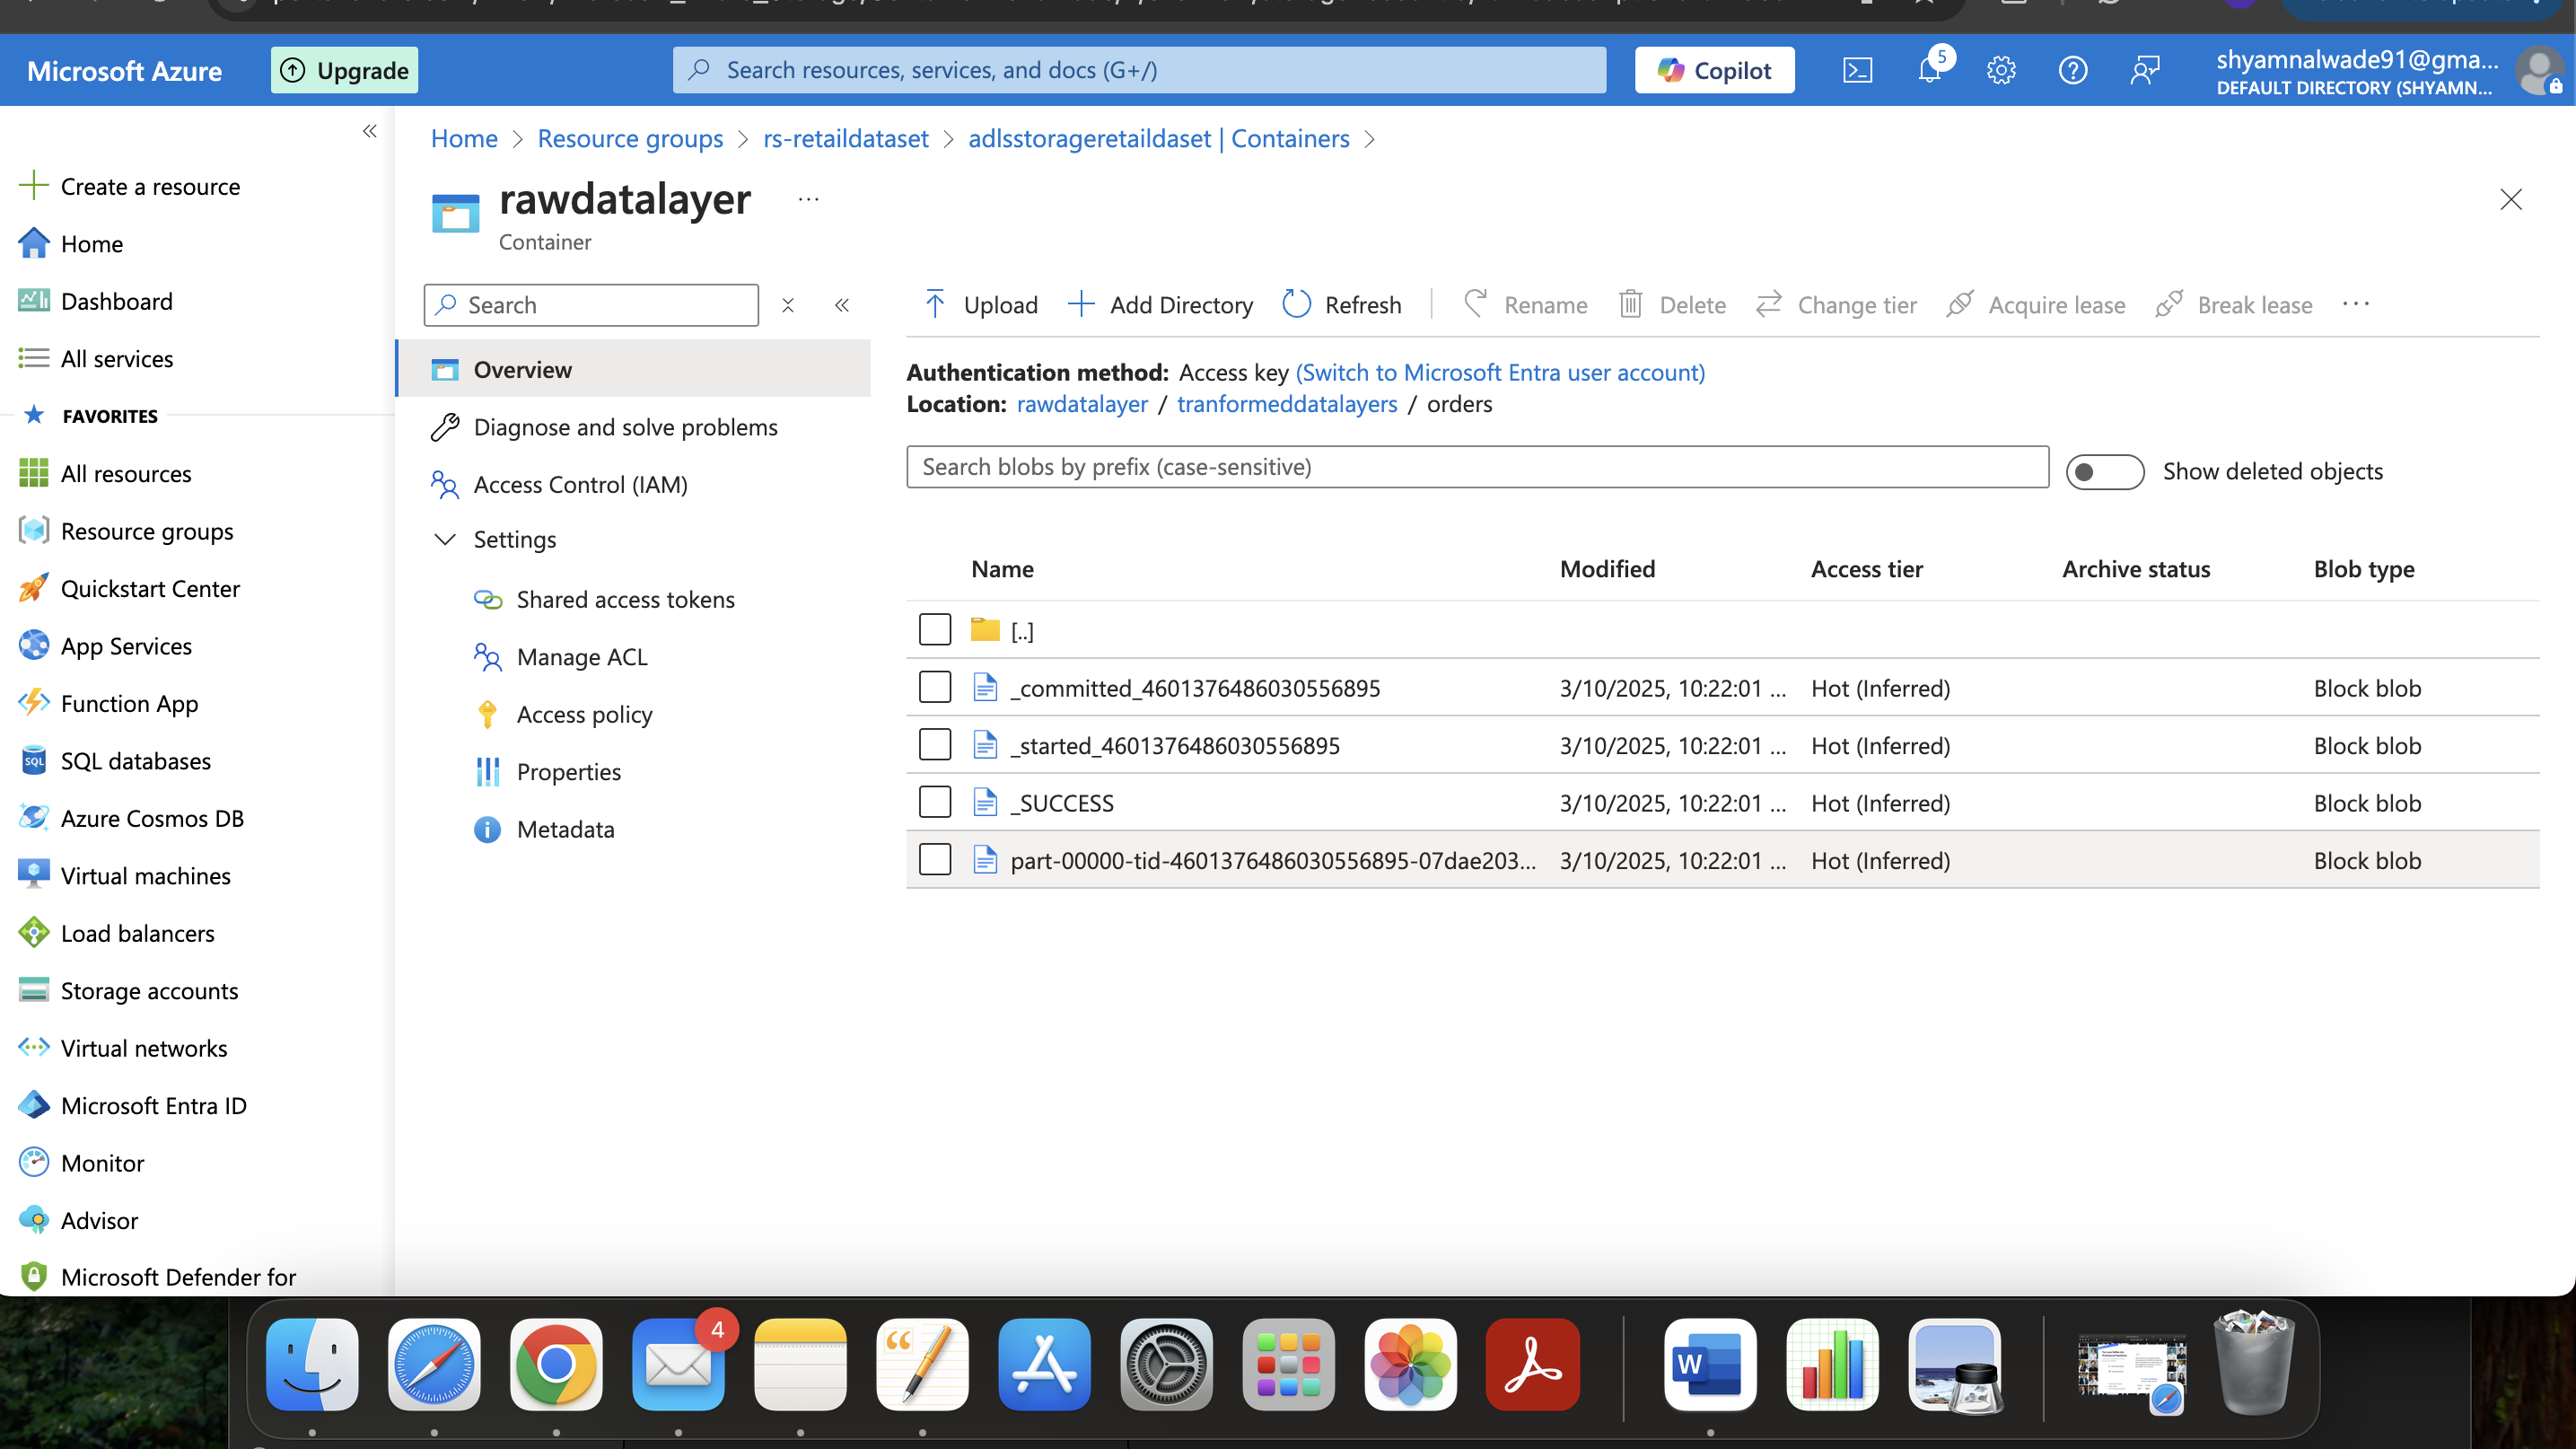 Microsoft Azure
Upgrade
Search resources, services, and docs (G+/)
Copilot
5
shyamnalwade91@gma...
DEFAULT DIRECTORY (SHYAMN...
Create a resource
Home
Dashboard
All services
FAVORITES
All resources
Resource groups
Quickstart Center
App Services
Function App
SQL
SQL databases
Azure Cosmos DB
Virtual machines
Load balancers
Storage accounts
Virtual networks
Microsoft Entra ID
Monitor
Advisor
Microsoft Defender for
Home > Resource groups > rs-retaildataset > adlsstorageretaildaset | Containers >
rawdatalayer ...
Container
Search
Overview
Diagnose and solve problems
Access Control (IAM)
Settings
Shared access tokens
Manage ACL
Access policy
Properties
Metadata
Upload Add Directory Refresh Rename Delete Change tier Acquire lease Break lease ...
Authentication method: Access key (Switch to Microsoft Entra user account)
Location: rawdatalayer / tranformeddatalayers / orders
Search blobs by prefix (case-sensitive)
Show deleted objects
Name Modified Access tier Archive status Blob type
[..]
_committed_4601376486030556895 3/10/2025, 10:22:01 ... Hot (Inferred) Block blob
_started_4601376486030556895 3/10/2025, 10:22:01 ... Hot (Inferred) Block blob
_SUCCESS 3/10/2025, 10:22:01 ... Hot (Inferred) Block blob
part-00000-tid-4601376486030556895-07dae203... 3/10/2025, 10:22:01 ... Hot (Inferred) Block blob
4
W